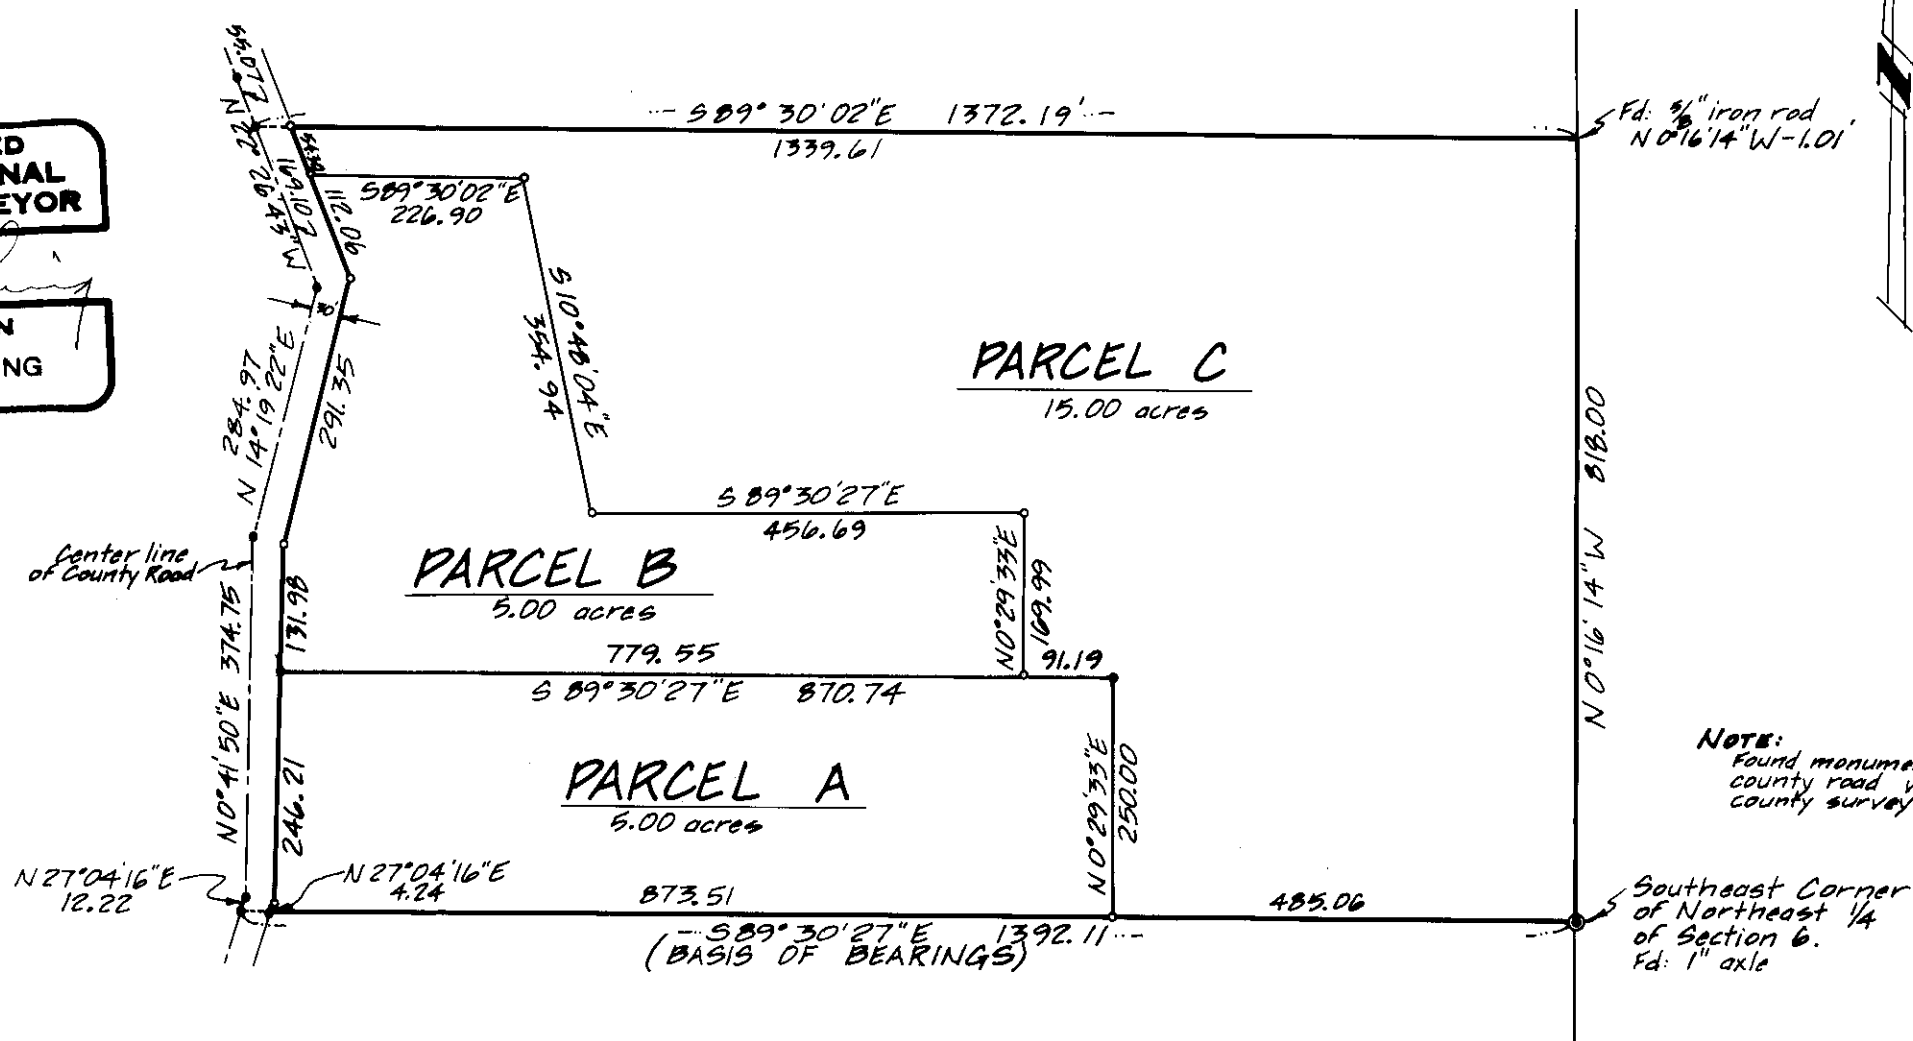 S 89° 30' 02" E 1372.19'
1339.61
Fd: 5/8" iron rod
N 0°16'14" W-1.01'
ED
NAL
EYOR
N
NG
S 89° 30' 02" E
226.90
112.06
291.35
S 10° 48' 04" E
354.94
PARCEL C
15.00 acres
284.97
N 14° 19' 22" E
30'
S 89° 30' 27" E
456.69
818.00
N 0° 16' 14" W
Center line
of County Road
PARCEL B
5.00 acres
131.98
N 0° 29' 33" E
169.99
779.55
91.19
S 89° 30' 27" E 870.74
N 0° 41' 50" E 374.75
246.21
PARCEL A
5.00 acres
N 0° 29' 33" E
250.00
NOTE:
Found
county road
county survey
N 27° 04' 16" E
12.22
N 27° 04' 16" E
4.24
873.51
485.06
S 89° 30' 27" E 1392.11
(BASIS OF BEARINGS)
Southeast Corner
of Northeast 1/4
of Section 6.
Fd: 1" axle